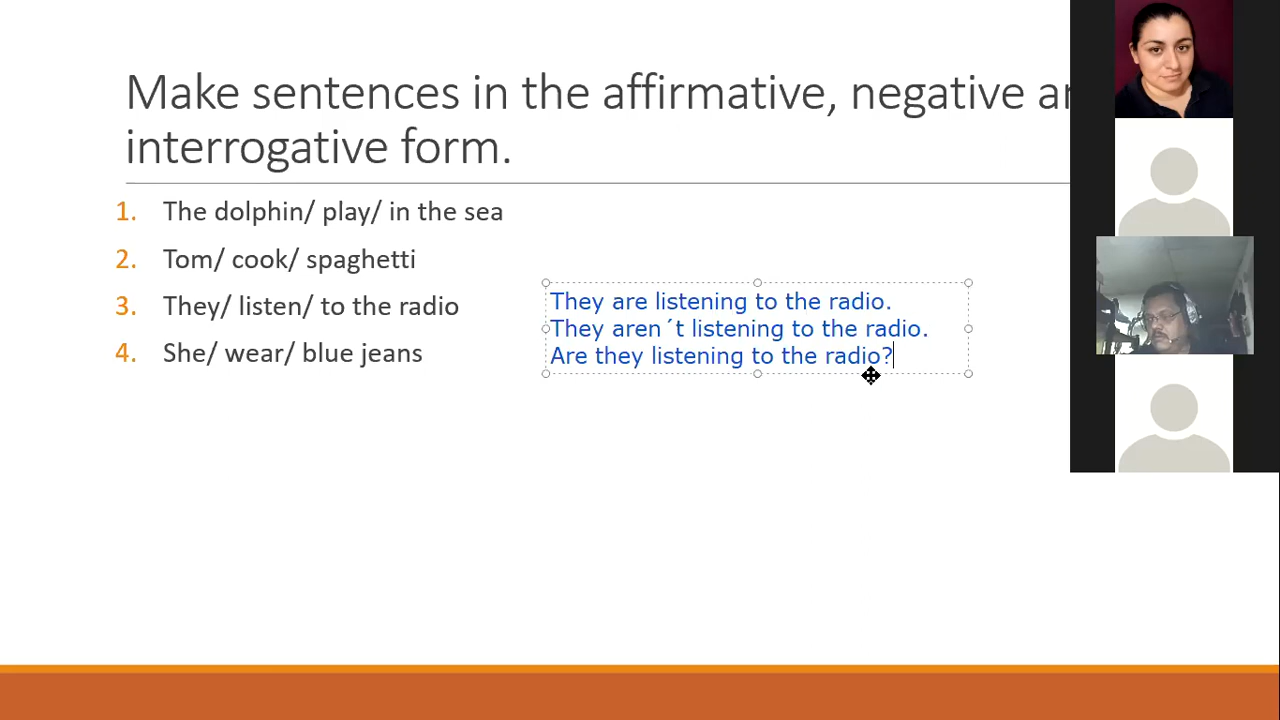 Make sentences in the affirmative, negative
interrogative form.
1. The dolphin/ play/ in the sea
2. Tom/ cook/ spaghetti
3. They/ listen/ to the radio
4. She/ wear/ blue jeans
They are listening to the radio.
They aren´t listening to the radio.
Are they listening to the radio?